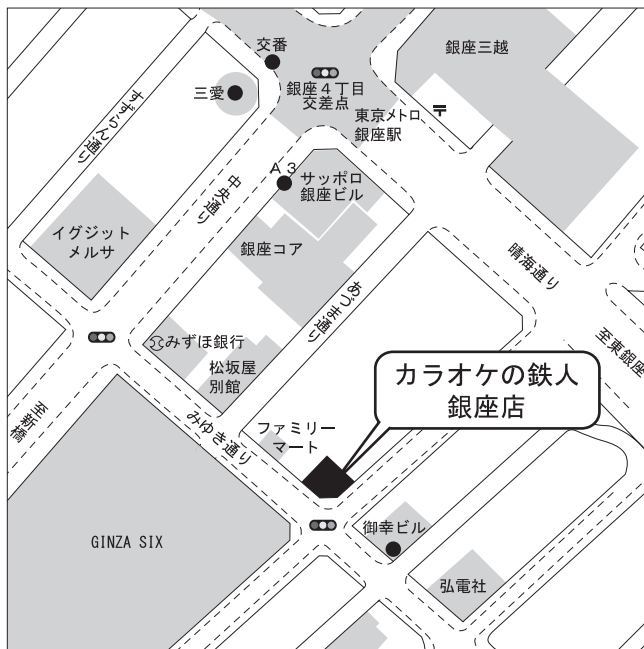 交番
銀座三越
三愛
銀座４丁目
交差点
東京メトロ
銀座駅
〒
すずらん通り
Ａ３
サッポロ
銀座ビル
中央通り
イグジット
メルサ
銀座コア
晴海通り
あづま通り
みずほ銀行
至東銀座
松坂屋
別館
カラオケの鉄人
銀座店
至新橋
みゆき通り
ファミリー
マート
GINZA SIX
御幸ビル
弘電社